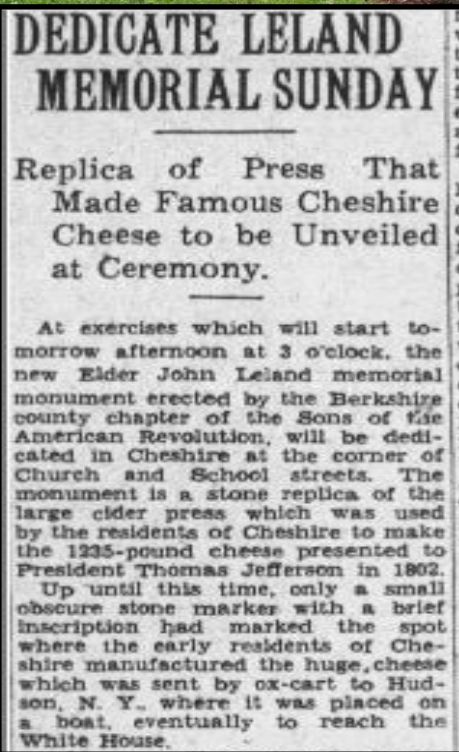 DEDICATE LELAND
MEMORIAL SUNDAY
Replica of Press That
Made Famous Cheshire
Cheese to be Unveiled
at Ceremony.
At exercises which will start to-
morrow afternoon at 3 o'clock, the
new Elder John Leland memorial
monument erected by the Berkshire
county chapter of the Sons of the
American Revolution, will be dedi-
cated in Cheshire at the corner of
Church and School streets. The
monument is a stone replica of the
large cider press which was used
by the residents of Cheshire to make
the 1235-pound cheese presented to
President Thomas Jefferson in 1802.
Up until this time, only a small
obscure stone marker with a brief
inscription had marked the spot
where the early residents of Che-
shire manufactured the huge cheese
which was sent by ox-cart to Hud-
son, N. Y., where it was placed on
a boat, eventually to reach the
White House.